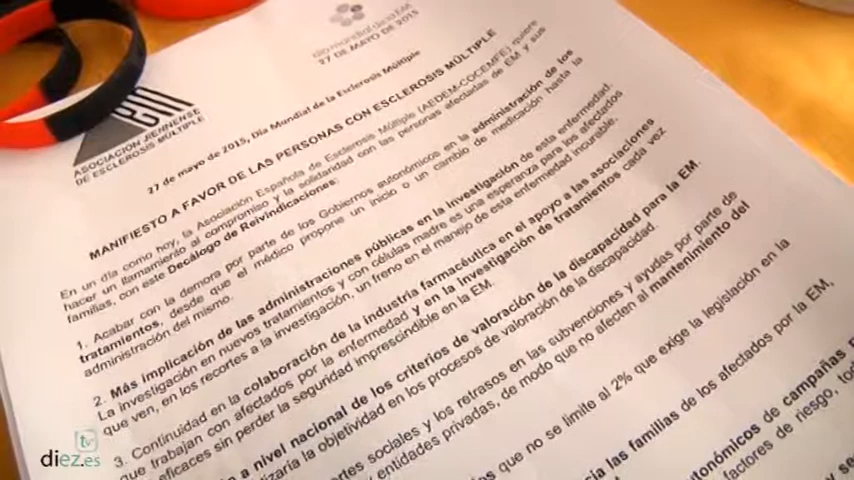 día mundial de la EM
27 DE MAYO DE 2015
ASOCIACIÓN JIENNENSE
DE ESCLEROSIS MÚLTIPLE
27 de mayo de 2015, Día Mundial de la Esclerosis Múltiple
MANIFIESTO A FAVOR DE LAS PERSONAS CON ESCLEROSIS MÚLTIPLE
En un día como hoy, la Asociación Española de Esclerosis Múltiple (AEDEM-COCEMFE) quiere
hacer un llamamiento al compromiso y la solidaridad con las personas afectadas de EM y sus
familias, con este Decálogo de Reivindicaciones:
1. Acabar con la demora por parte de los Gobiernos autonómicos en la administración de los
tratamientos, desde que el médico propone un inicio o un cambio de medicación hasta la
administración del mismo.
2. Más implicación de las administraciones públicas en la investigación de esta enfermedad.
La investigación en nuevos tratamientos y con células madres es una esperanza para los afectados
que ven, en los recortes a la investigación, un freno en el manejo de esta enfermedad incurable.
3. Continuidad en la colaboración de la industria farmacéutica en el apoyo a las asociaciones
que trabajan con afectados por la enfermedad y en la investigación de tratamientos cada vez
eficaces sin perder la seguridad imprescindible en la EM.
a nivel nacional de los criterios de valoración de la discapacidad para la EM.
la objetividad en los procesos de valoración de la discapacidad.
sociales y los retrasos en las subvenciones y ayudas por parte de
entidades privadas, de modo que no afecten al mantenimiento del
que no se limite al 2% que exige la legislación en la
las familias de los afectados por la EM,
autonómicos de campañas
factores de riesgo,
tv
diez.es